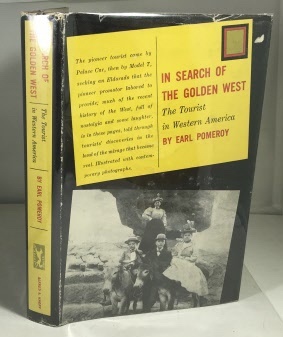 The pioneer tourist came by
Palace Car, then by Model T,
seeking an Eldorado that the
pioneer promotor labored to
provide; much of the recent
history of the West, full of
nostalgia and some laughter,
is in these pages, told through
tourists' discoveries in the
land of the mirage that became
real. Illustrated with contem-
porary photographs.
IN SEARCH OF
THE GOLDEN WEST
The Tourist
in Western America
BY EARL POMEROY
IN SEARCH OF
THE GOLDEN WEST
The Tourist
in Western America
BY EARL POMEROY